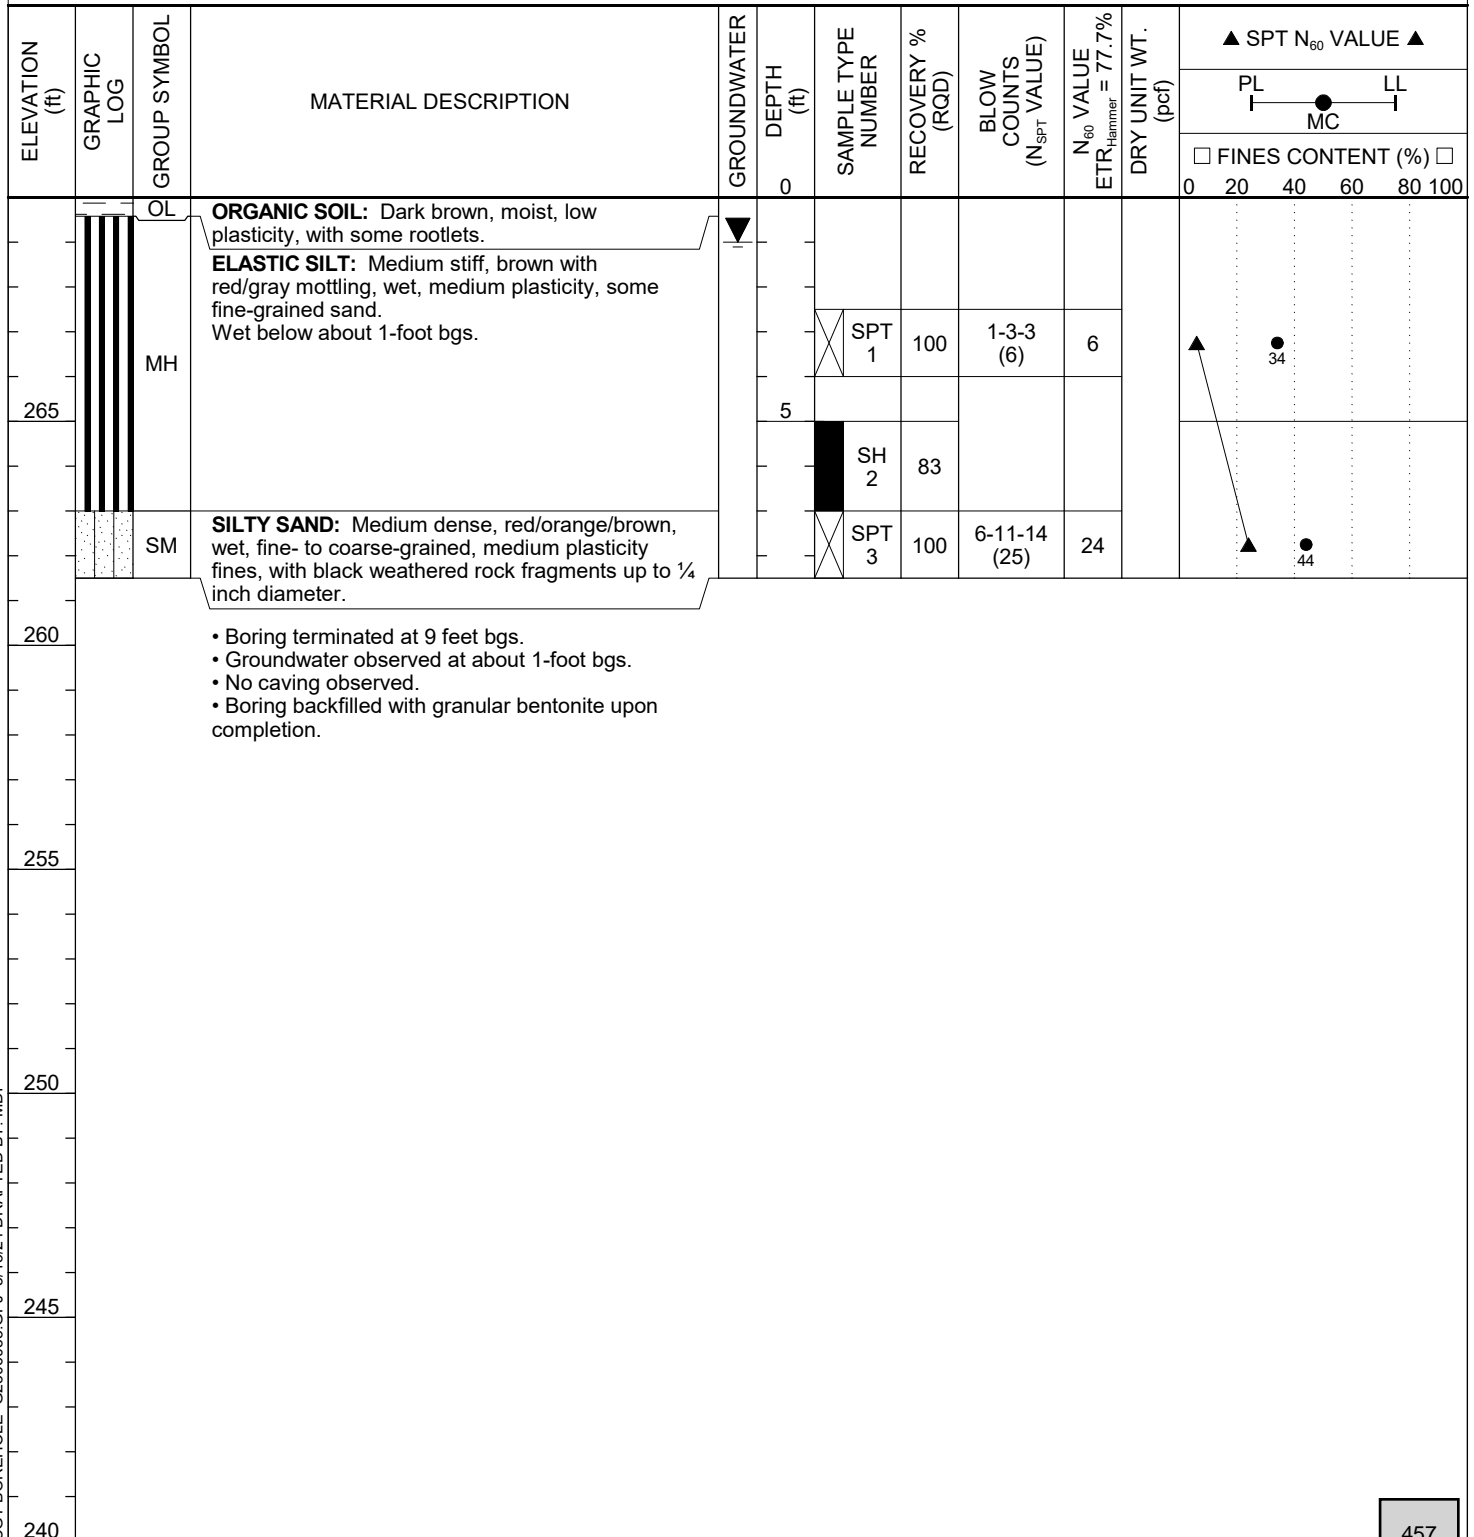 ELEVATION
(ft)
GRAPHIC
LOG
GROUP SYMBOL
MATERIAL DESCRIPTION
GROUNDWATER
DEPTH
(ft)
0
SAMPLE TYPE
NUMBER
RECOVERY %
(RQD)
BLOW
COUNTS
(N_SPT VALUE)
N₆₀ VALUE
ETR_Hammer = 77.7%
DRY UNIT WT.
(pcf)
▲ SPT N₆₀ VALUE ▲
PL LL
MC
□ FINES CONTENT (%) □
0 20 40 60 80 100
OL
ORGANIC SOIL: Dark brown, moist, low
plasticity, with some rootlets.
MH
ELASTIC SILT: Medium stiff, brown with
red/gray mottling, wet, medium plasticity, some
fine-grained sand.
Wet below about 1-foot bgs.
SPT
1
100
1-3-3
(6)
6
34
265
5
SH
2
83
SM
SILTY SAND: Medium dense, red/orange/brown,
wet, fine- to coarse-grained, medium plasticity
fines, with black weathered rock fragments up to ¼
inch diameter.
SPT
3
100
6-11-14
(25)
24
44
260
• Boring terminated at 9 feet bgs.
• Groundwater observed at about 1-foot bgs.
• No caving observed.
• Boring backfilled with granular bentonite upon
completion.
255
250
245
240
457